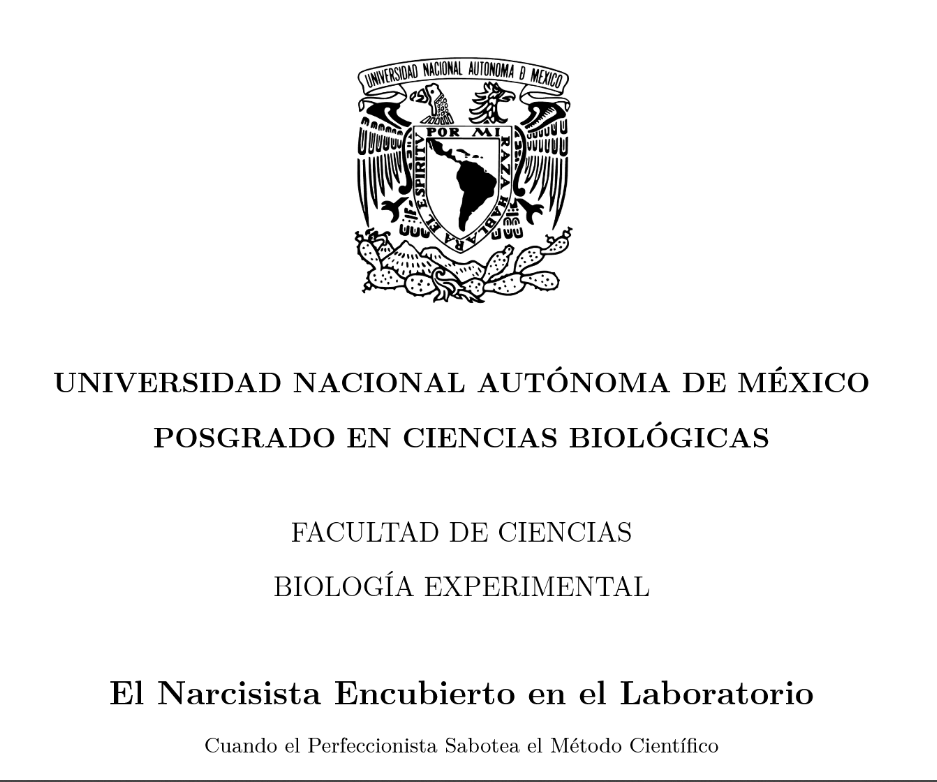 UNIVERSIDAD NACIONAL AUTONOMA D MEXICO
POR MI RAZA HABLARA EL ESPIRITV
UNIVERSIDAD NACIONAL AUTÓNOMA DE MÉXICO
POSGRADO EN CIENCIAS BIOLÓGICAS
FACULTAD DE CIENCIAS
BIOLOGÍA EXPERIMENTAL
El Narcisista Encubierto en el Laboratorio
Cuando el Perfeccionista Sabotea el Método Científico